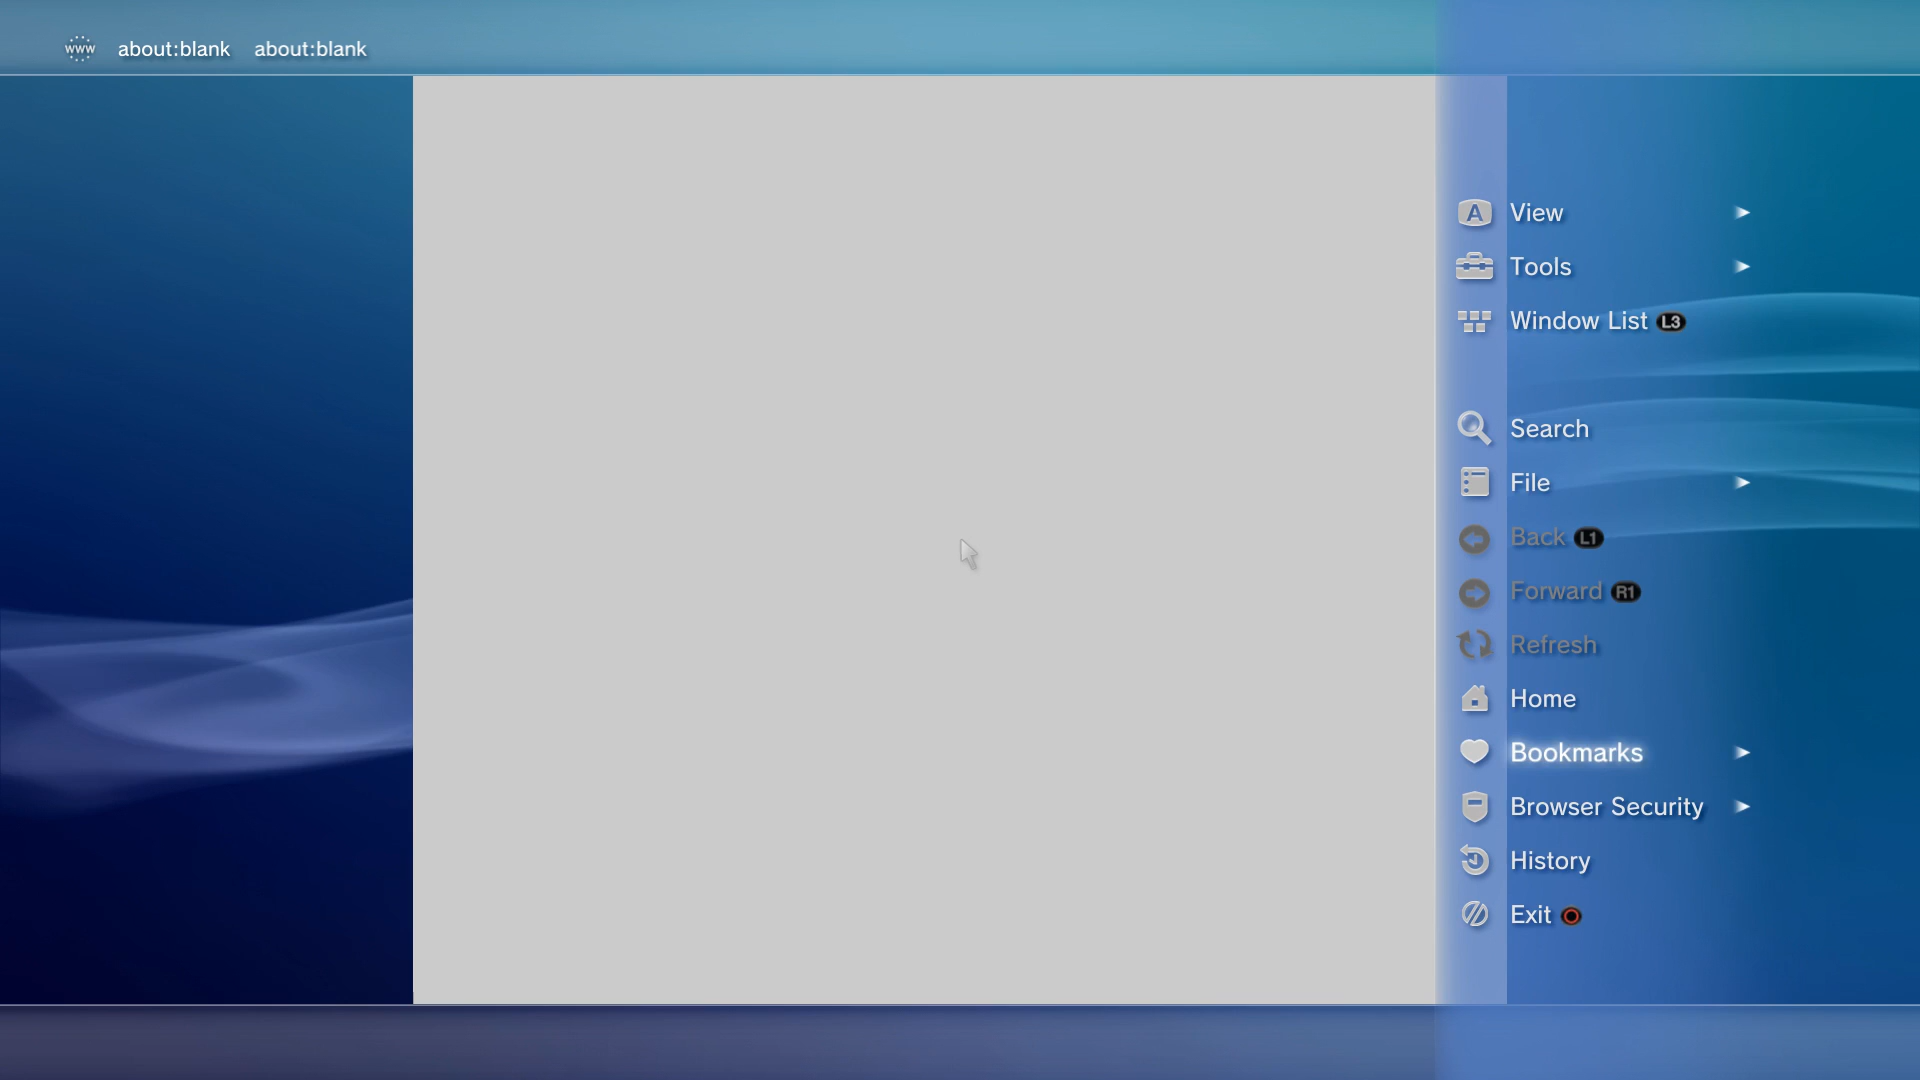 www about:blank about:blank
View
Tools
Window List L3
Search
File
Back L1
Forward R1
Refresh
Home
Bookmarks
Browser Security
History
Exit